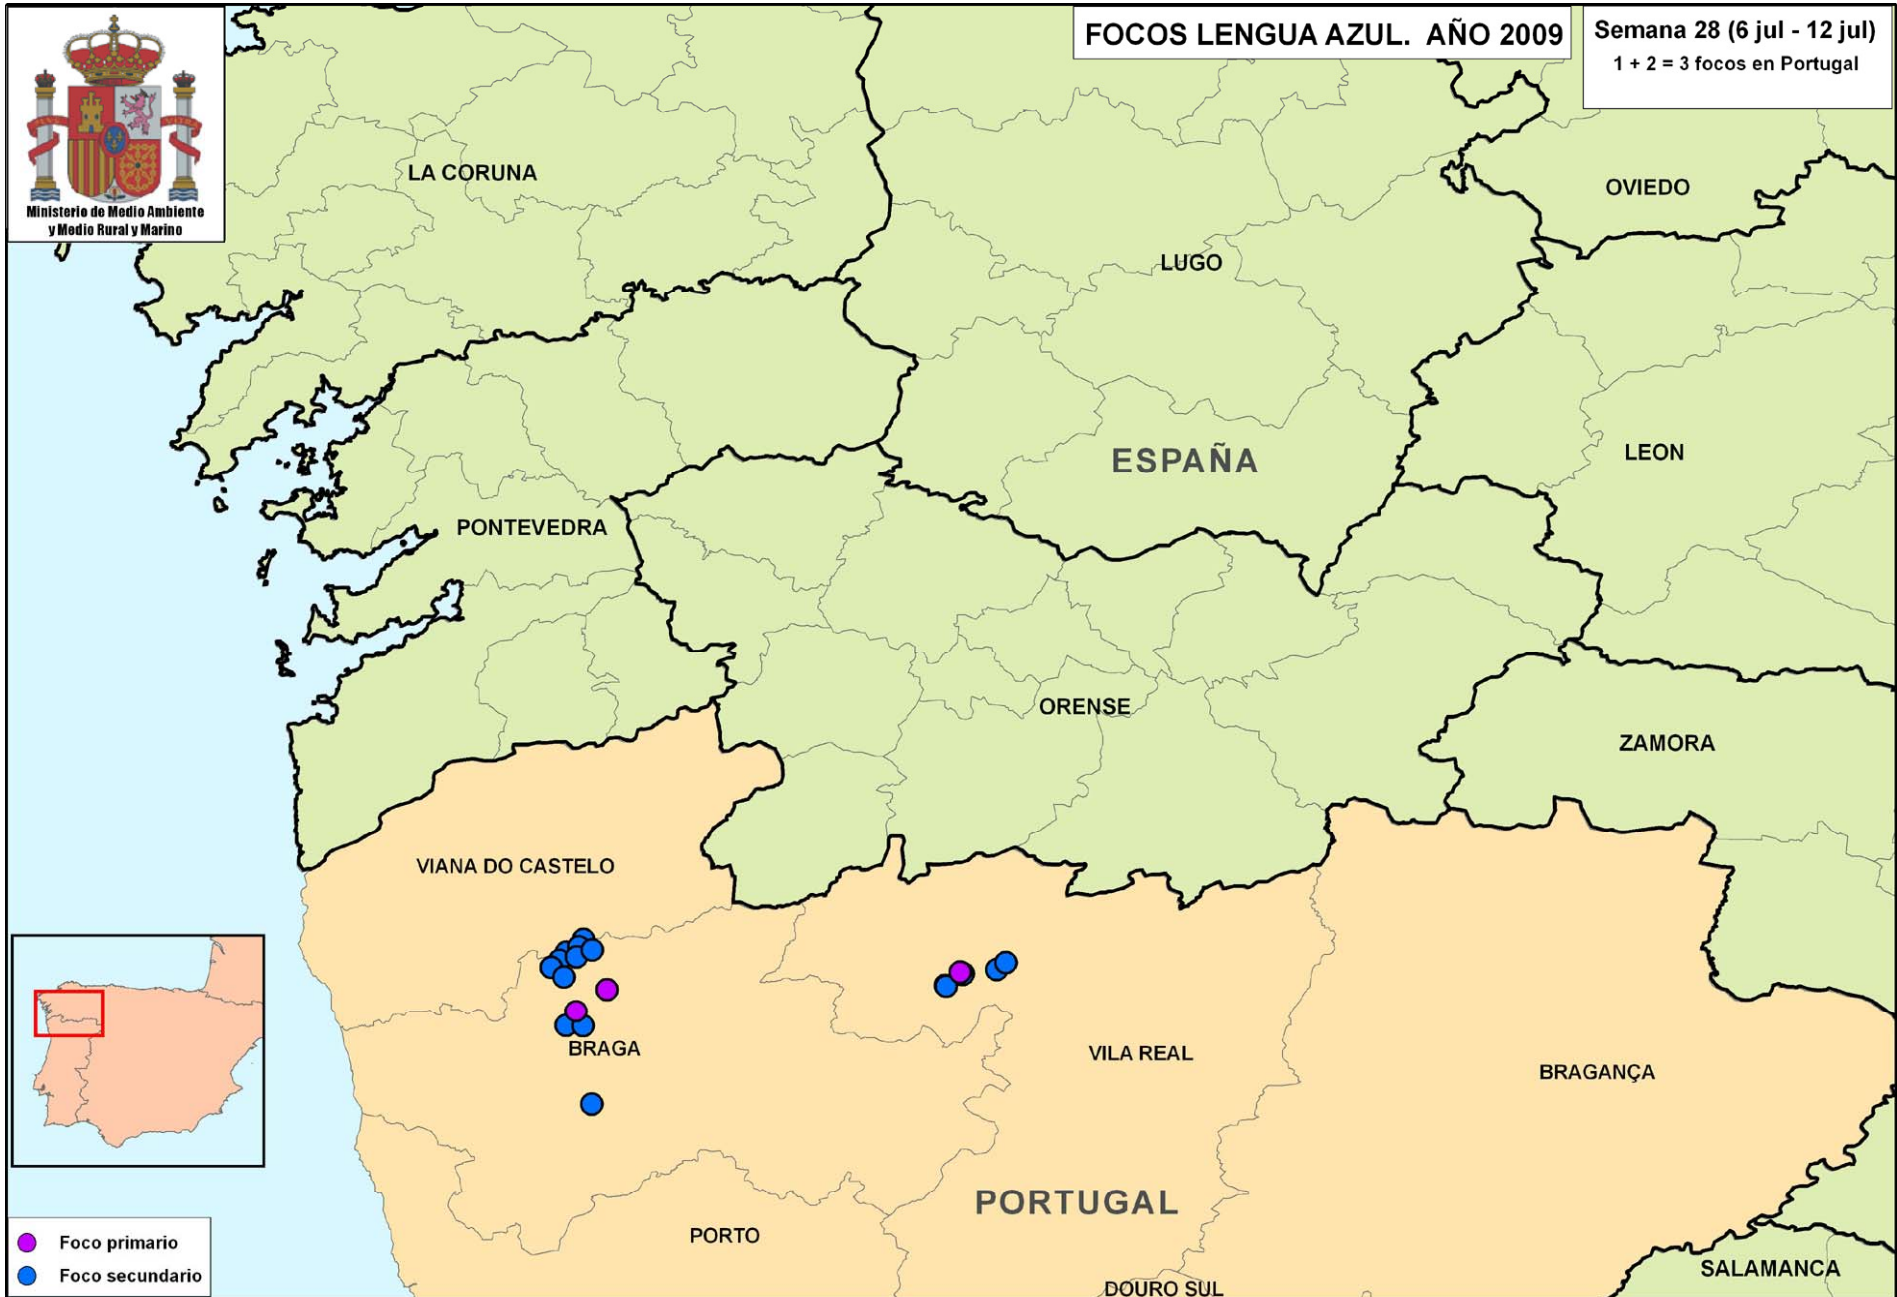 FOCOS LENGUA AZUL. AÑO 2009
Semana 28 (6 jul - 12 jul)
1 + 2 = 3 focos en Portugal
Ministerio de Medio Ambiente
y Medio Rural y Marino
LA CORUNA
OVIEDO
LUGO
ESPAÑA
LEON
PONTEVEDRA
ORENSE
ZAMORA
VIANA DO CASTELO
BRAGA
VILA REAL
BRAGANÇA
PORTUGAL
PORTO
DOURO SUL
SALAMANCA
Foco primario
Foco secundario